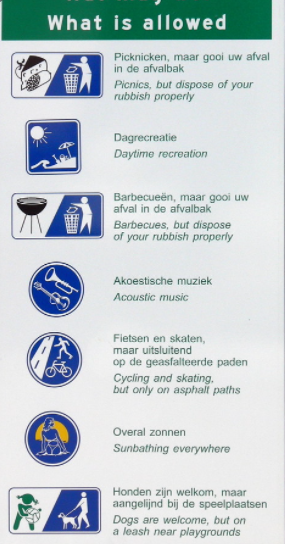 What is allowed
Picknicken, maar gooi uw afval
in de afvalbak
Picnics, but dispose of your
rubbish properly
Dagrecreatie
Daytime recreation
Barbecueën, maar gooi uw
afval in de afvalbak
Barbecues, but dispose
of your rubbish properly
Akoestische muziek
Acoustic music
Fietsen en skaten,
maar uitsluitend
op de geasfalteerde paden
Cycling and skating,
but only on asphalt paths
Overal zonnen
Sunbathing everywhere
Honden zijn welkom, maar
aangelijnd bij de speelplaatsen
Dogs are welcome, but on
a leash near playgrounds